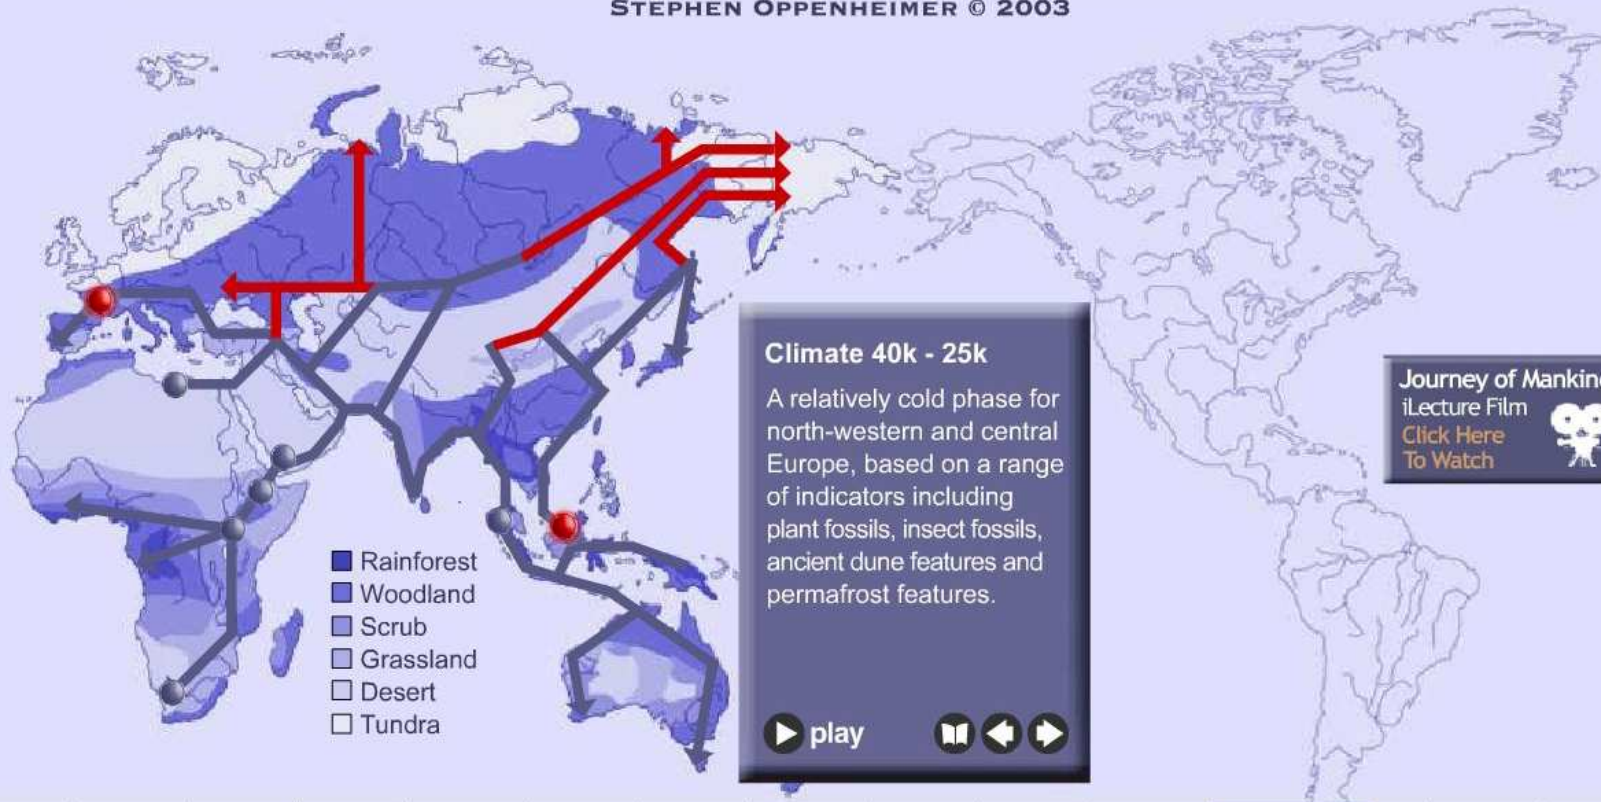 STEPHEN OPPENHEIMER © 2003
Rainforest
Woodland
Scrub
Grassland
Desert
Tundra
Climate 40k - 25k
A relatively cold phase for
north-western and central
Europe, based on a range
of indicators including
plant fossils, insect fossils,
ancient dune features and
permafrost features.
play
Journey of Mankind
iLecture Film
Click Here
To Watch